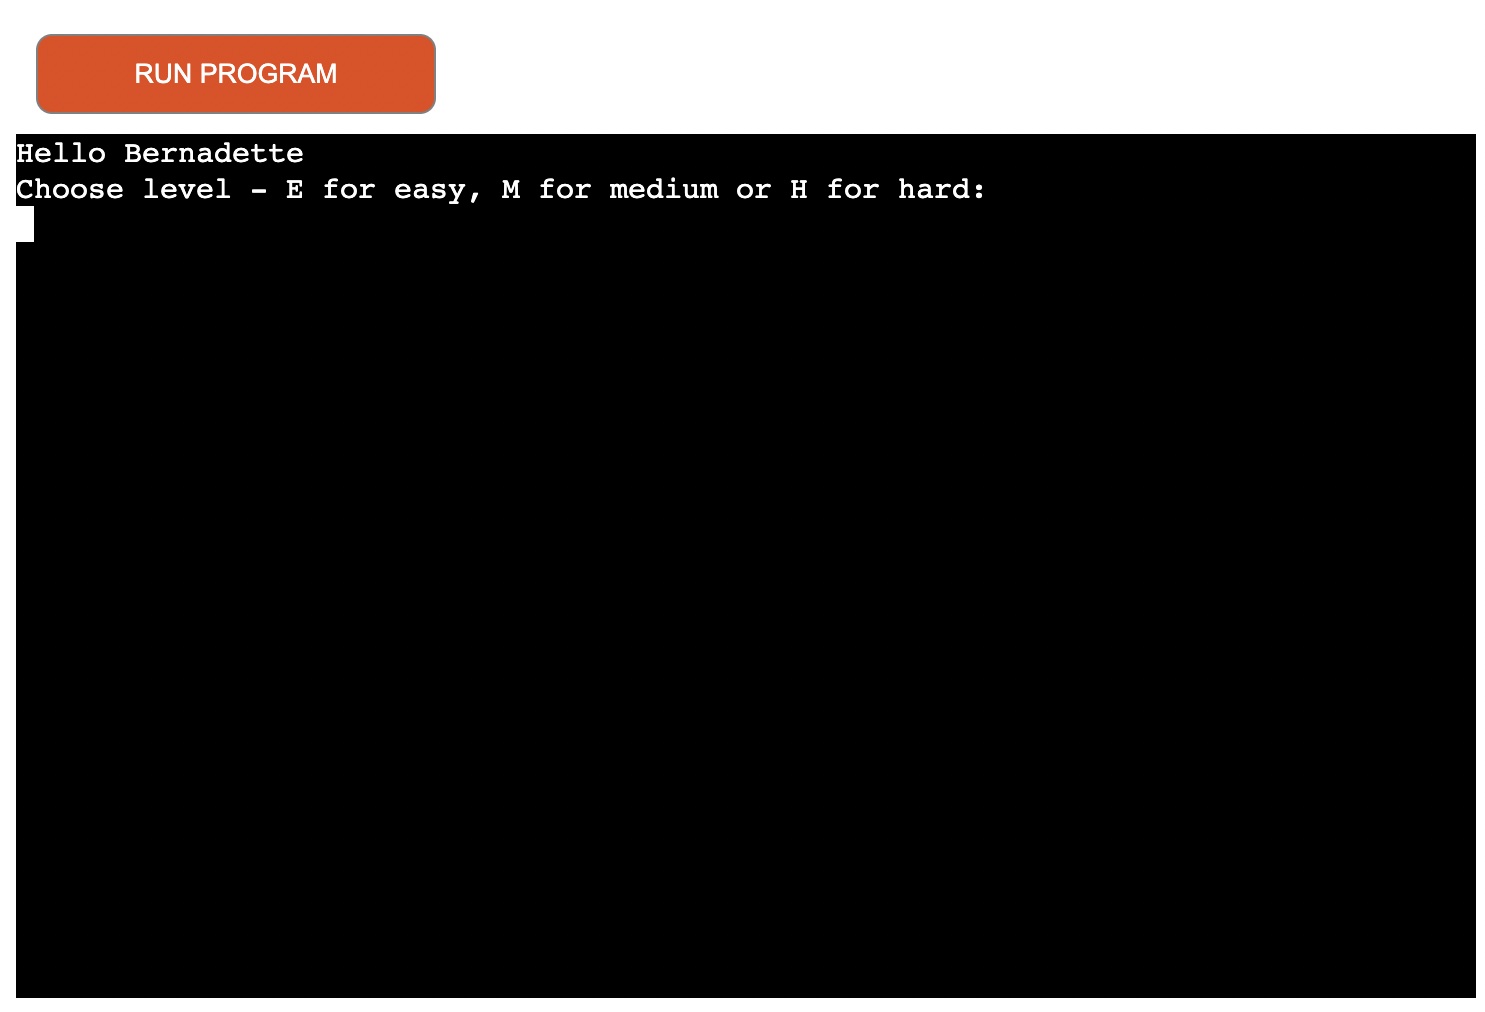 RUN PROGRAM
Hello Bernadette
Choose level - E for easy, M for medium or H for hard: